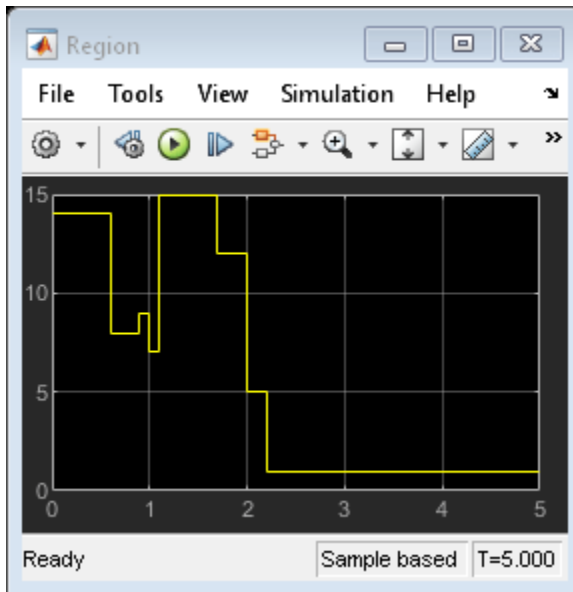 Region
File Tools View Simulation Help
15
10
5
0
0 1 2 3 4 5
Ready Sample based T=5.000